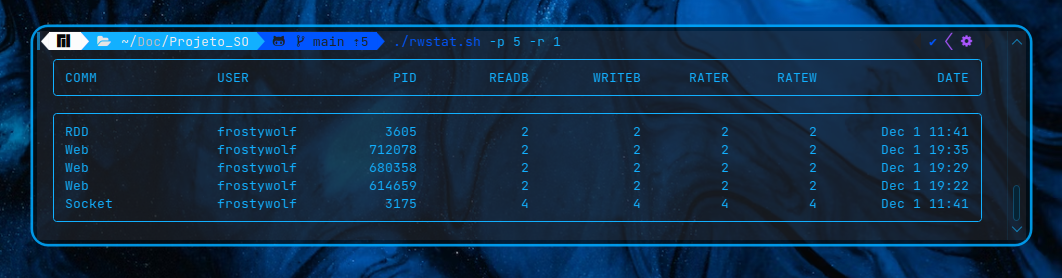 ~/Doc/Projeto_SO main ↑5 ./rwstat.sh -p 5 -r 1
COMM USER PID READB WRITEB RATER RATEW DATE
RDD frostywolf 3605 2 2 2 2 Dec 1 11:41
Web frostywolf 712078 2 2 2 2 Dec 1 19:35
Web frostywolf 680358 2 2 2 2 Dec 1 19:29
Web frostywolf 614659 2 2 2 2 Dec 1 19:22
Socket frostywolf 3175 4 4 4 4 Dec 1 11:41